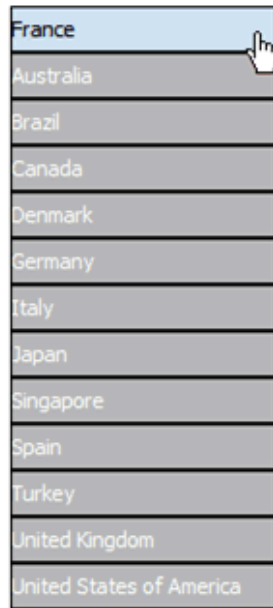 France
Australia
Brazil
Canada
Denmark
Germany
Italy
Japan
Singapore
Spain
Turkey
United Kingdom
United States of America